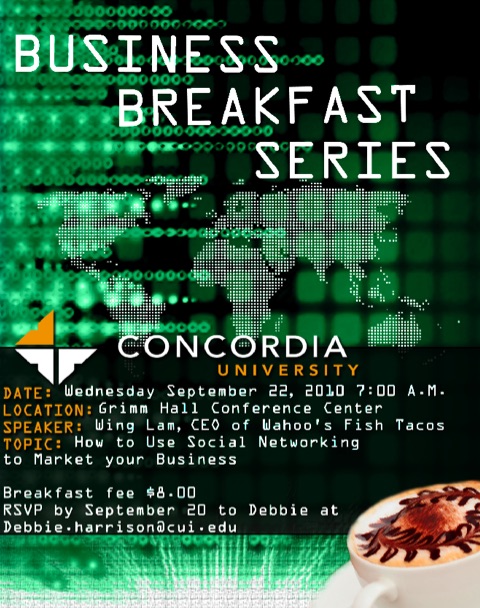 BUSINESS
BREAKFAST
SERIES
CONCORDIA
UNIVERSITY
DATE: Wednesday September 22, 2010 7:00 A.M.
LOCATION: Grimm Hall Conference Center
SPEAKER: Wing Lam, CEO of Wahoo's Fish Tacos
TOPIC: How to Use Social Networking
to Market your Business
Breakfast fee $8.00
RSVP by September 20 to Debbie at
Debbie.harrison@cui.edu